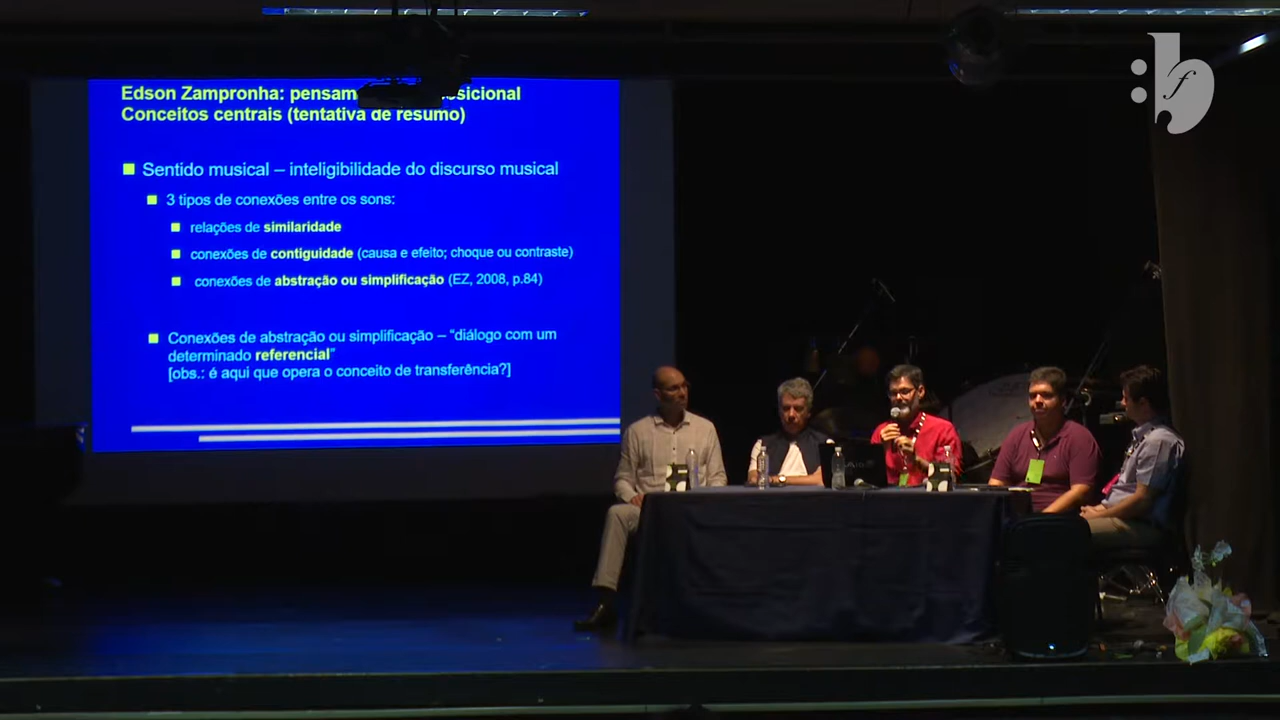 Edson Zampronha:
Conceitos centrais (tentativa de resumo)
Sentido musical – inteligibilidade do discurso musical
3 tipos de conexões entre os sons:
relações de similaridade
conexões de contiguidade (causa e efeito; choque ou contraste)
conexões de abstração ou simplificação (EZ, 2008, p.84)
Conexões de abstração ou simplificação – “diálogo com um
determinado referencial”
[obs.: é aqui que opera o conceito de transferência?]